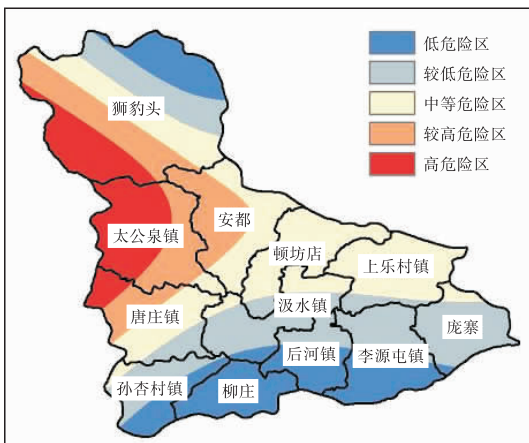 低危险区
较低危险区
中等危险区
较高危险区
高危险区
狮豹头
安都
太公泉镇
顿坊店
上乐村镇
唐庄镇
汲水镇
庞寨
后河镇
李源屯镇
孙杏村镇
柳庄